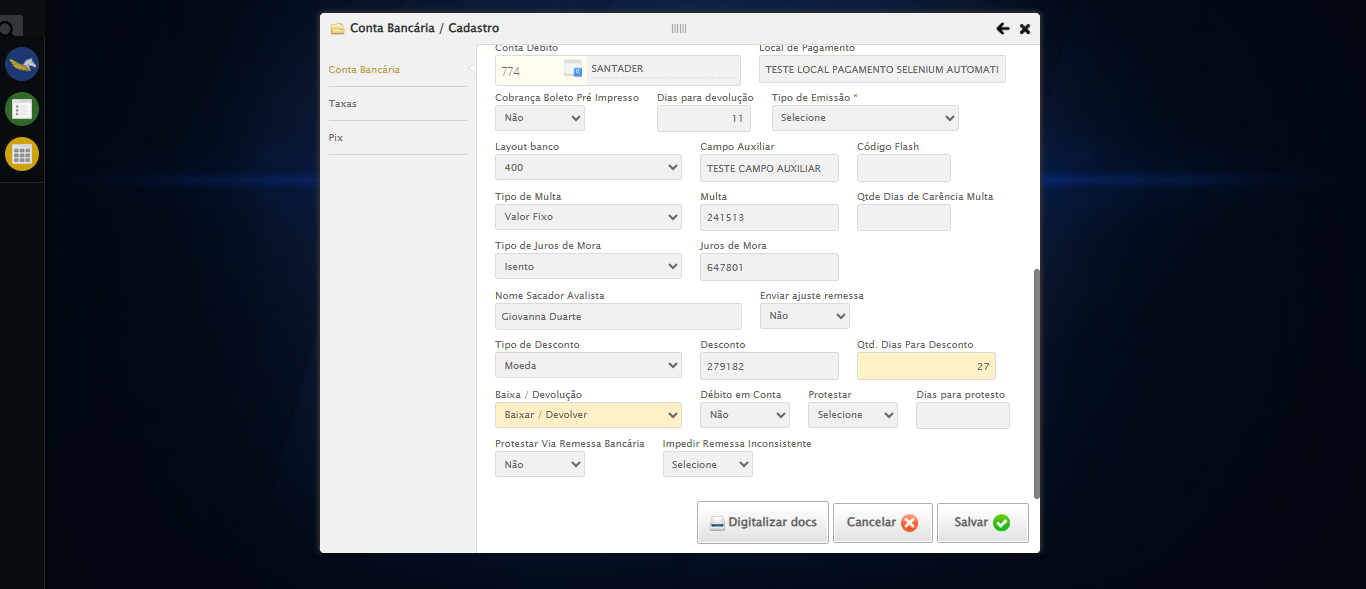 Conta Bancária / Cadastro
Conta Bancária
Taxas
Pix
Conta Débito
Local de Pagamento
774
SANTADER
TESTE LOCAL PAGAMENTO SELENIUM AUTOMATI
Cobrança Boleto Pré Impresso
Dias para devolução
Tipo de Emissão *
Não
11
Selecione
Layout banco
Campo Auxiliar
Código Flash
400
TESTE CAMPO AUXILIAR
Tipo de Multa
Multa
Qtde Dias de Carência Multa
Valor Fixo
241513
Tipo de Juros de Mora
Juros de Mora
Isento
647801
Nome Sacador Avalista
Enviar ajuste remessa
Giovanna Duarte
Não
Tipo de Desconto
Desconto
Qtd. Dias Para Desconto
Moeda
279182
27
Baixa / Devolução
Débito em Conta
Protestar
Dias para protesto
Baixar / Devolver
Não
Selecione
Protestar Via Remessa Bancária
Impedir Remessa Inconsistente
Não
Selecione
Digitalizar docs
Cancelar
Salvar